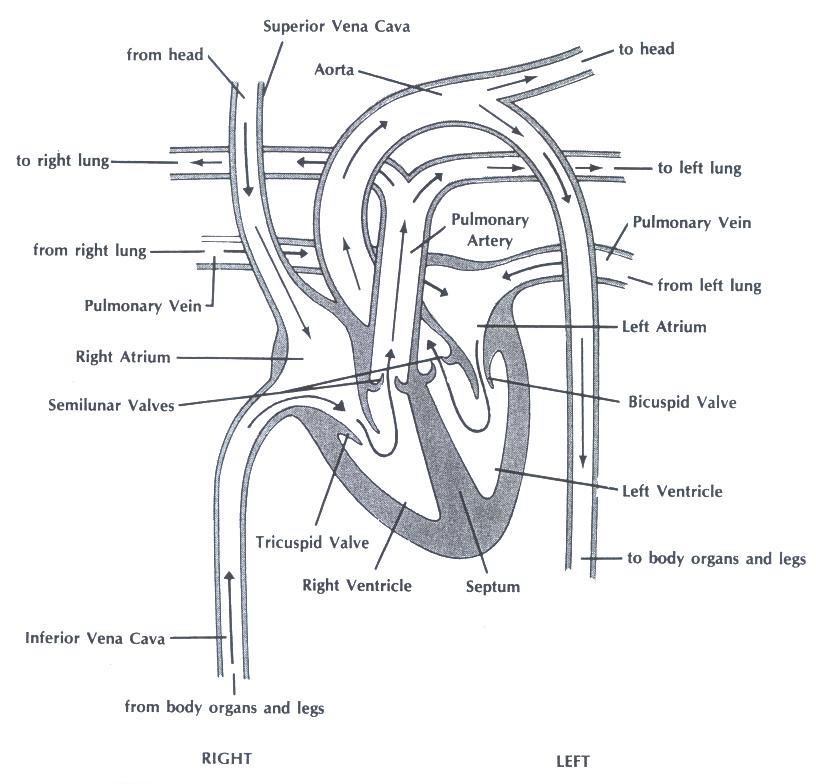 Superior Vena Cava
from head
to head
Aorta
to right lung
to left lung
Pulmonary
Artery
Pulmonary Vein
from right lung
from left lung
Pulmonary Vein
Left Atrium
Right Atrium
Semilunar Valves
Bicuspid Valve
Left Ventricle
Tricuspid Valve
Right Ventricle
Septum
to body organs and legs
Inferior Vena Cava
from body organs and legs
RIGHT
LEFT